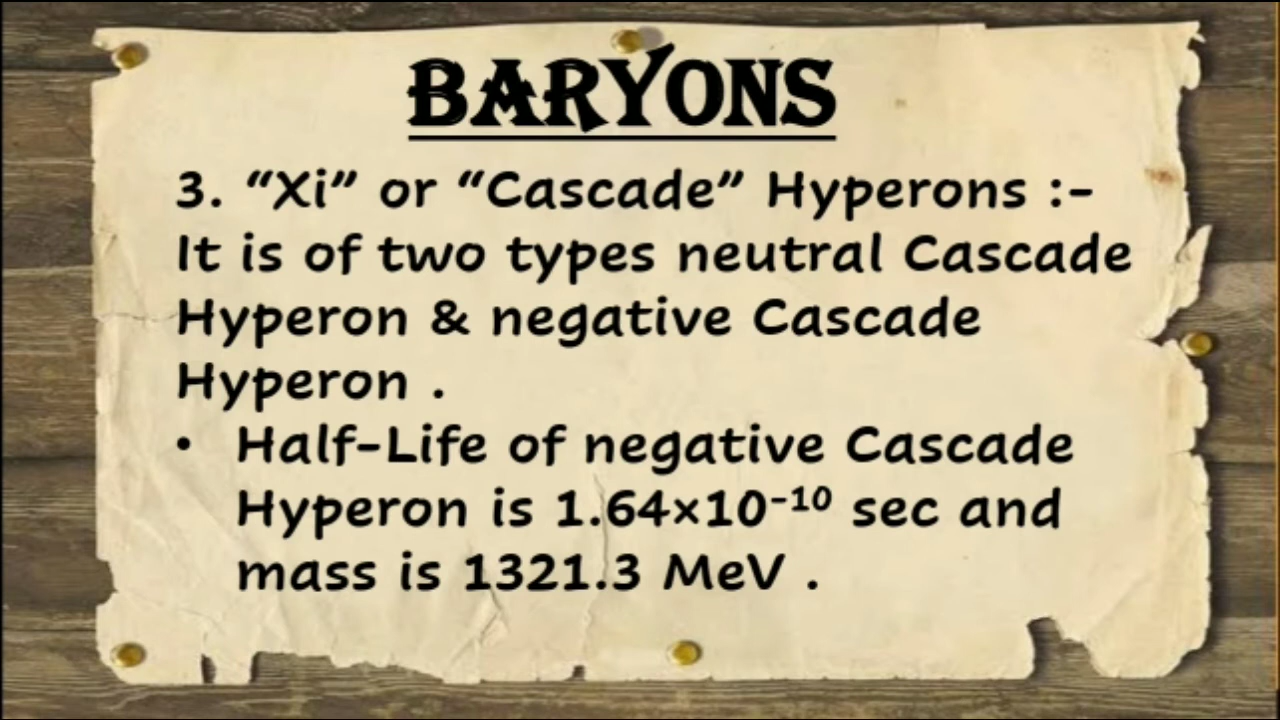 BARYONS
3. “Xi” or “Cascade” Hyperons :-
It is of two types neutral Cascade
Hyperon & negative Cascade
Hyperon .
• Half-Life of negative Cascade
Hyperon is 1.64×10⁻¹⁰ sec and
mass is 1321.3 MeV .